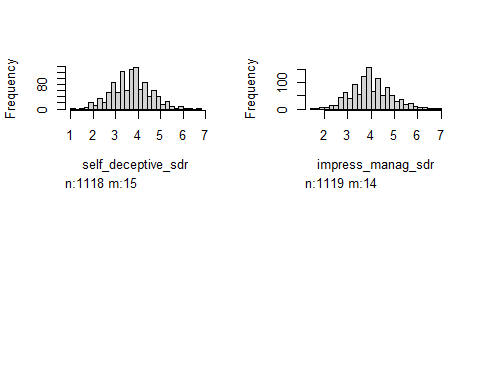 Frequency
80
0
1 2 3 4 5 6 7
self_deceptive_sdr
n:1118 m:15
Frequency
100
0
2 3 4 5 6 7
impress_manag_sdr
n:1119 m:14